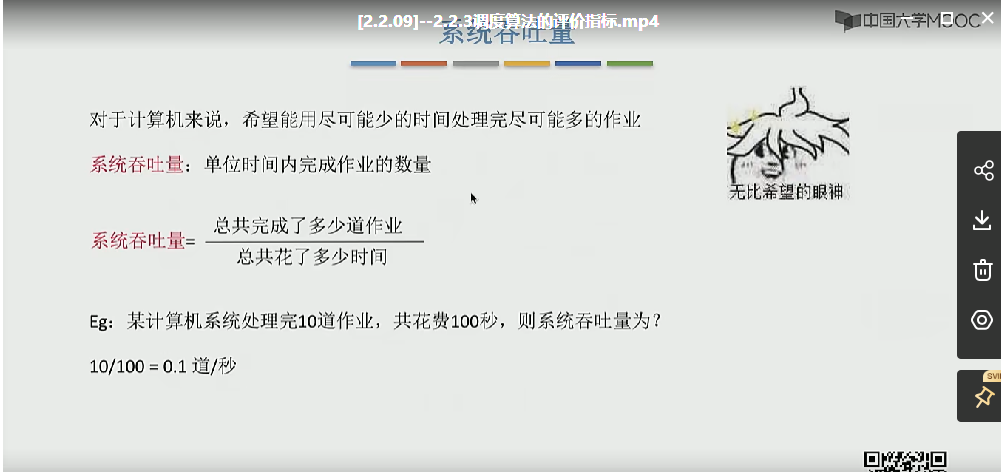 [2.2.09]--2.2.3调度算法的评价指标.mp4
中国大学MOOC
系统吞吐量
对于计算机来说，希望能用尽可能少的时间处理完尽可能多的作业
系统吞吐量：单位时间内完成作业的数量
无比希望的眼神
系统吞吐量=
总共完成了多少道作业
总共花了多少时间
Eg：某计算机系统处理完10道作业，共花费100秒，则系统吞吐量为？
10/100 = 0.1 道/秒